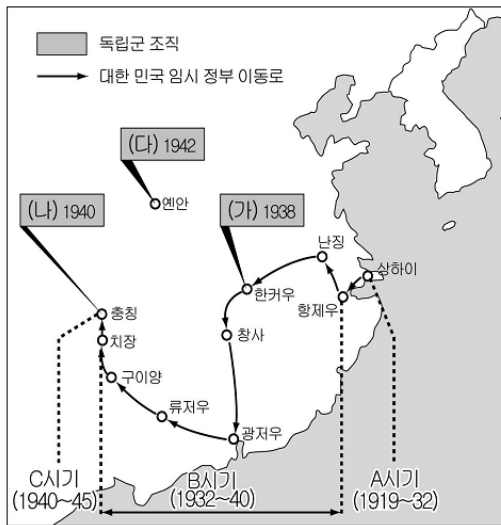 독립군 조직
대한 민국 임시 정부 이동로
(다) 1942
(나) 1940
옌안
(가) 1938
난징
상하이
한커우
항제우
충칭
창사
치장
구이양
류저우
광저우
C시기
(1940~45)
B시기
(1932~40)
A시기
(1919~32)